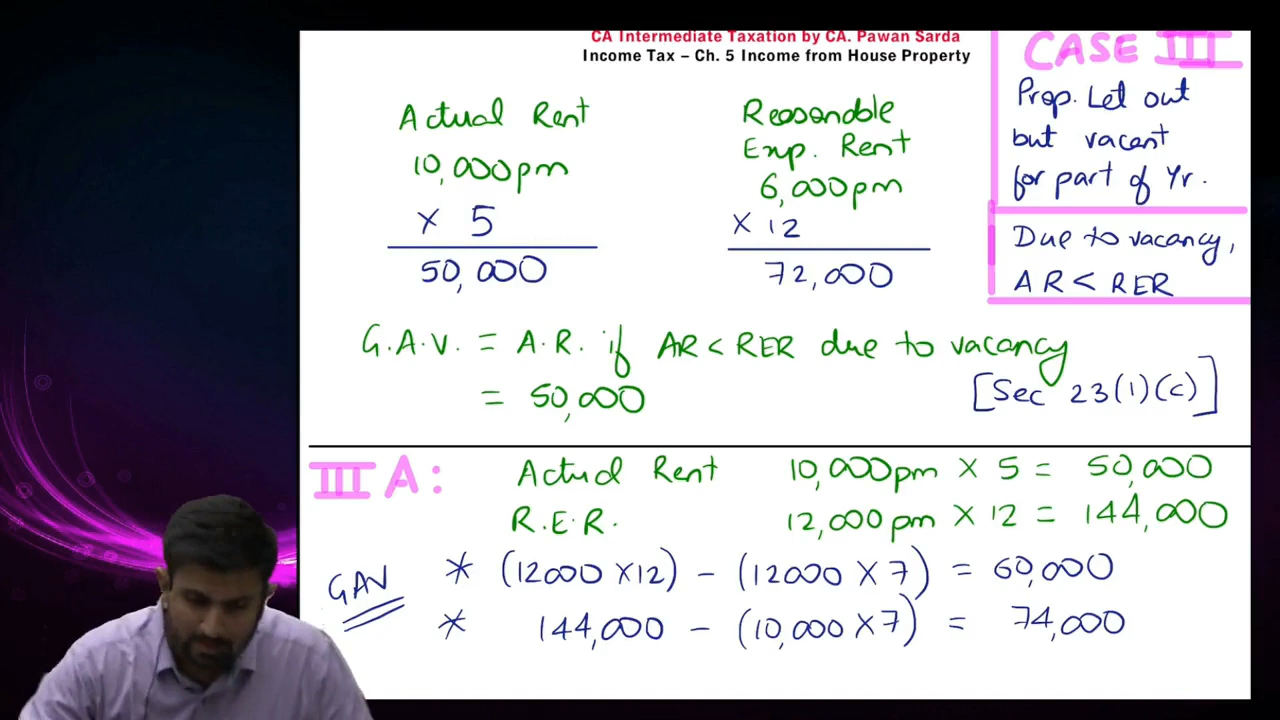 CA Intermediate Taxation by CA. Pawan Sarda
Income Tax – Ch. 5 Income from House Property
CASE III
Prop. Let out
but vacant
for part of Yr.
Due to vacancy,
AR < RER
Actual Rent
10,000pm
× 5
50,000
Reasonable
Exp. Rent
6,000pm
× 12
72,000
G.A.V. = A.R. if AR < RER due to vacancy
= 50,000
[Sec 23(1)(c)]
III A:
Actual Rent 10,000pm × 5 = 50,000
R.E.R. 12,000pm × 12 = 144,000
GAV * (12000 × 12) – (12000 × 7) = 60,000
* 144,000 – (10,000 × 7) = 74,000